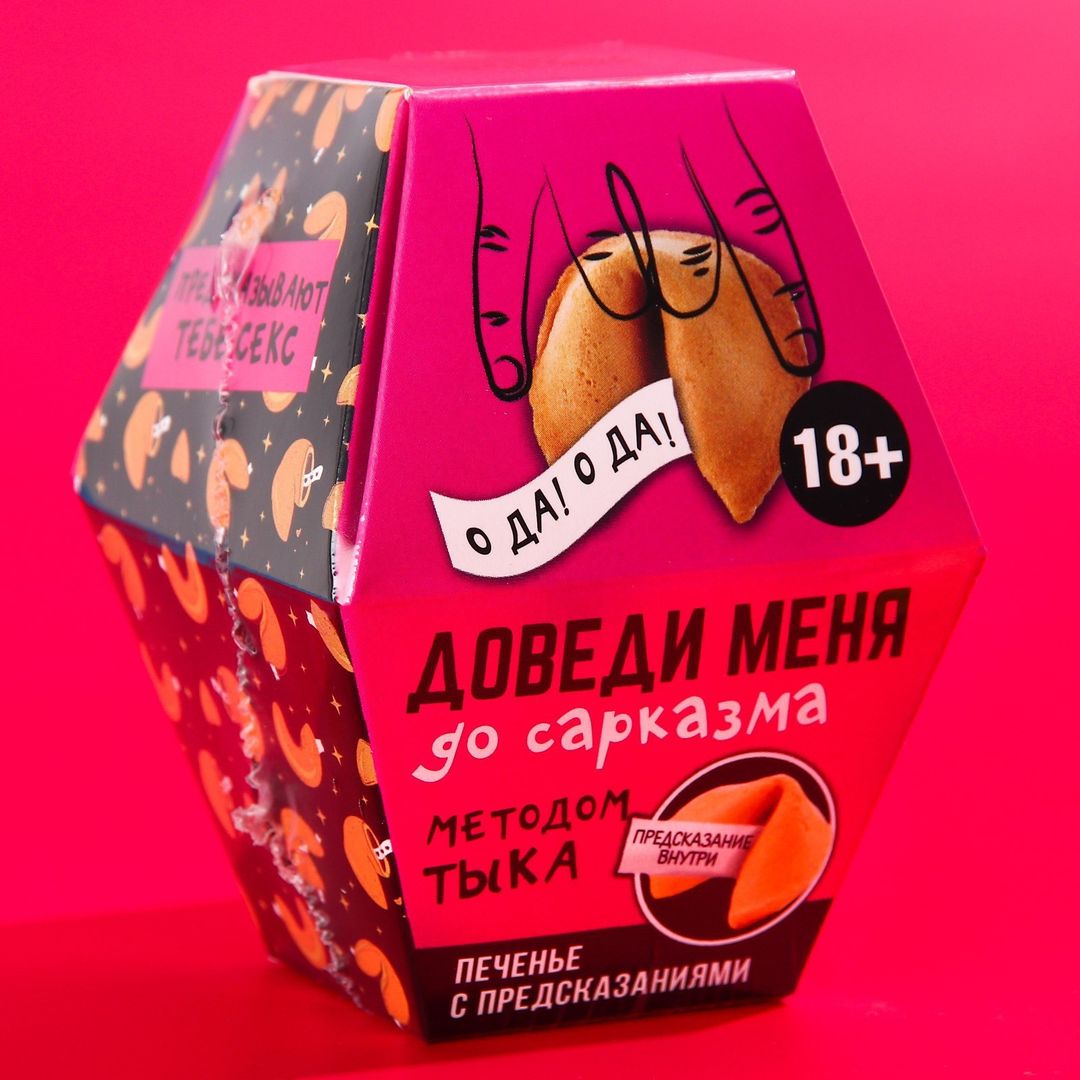 ПРЕДСКАЗЫВАЮТ
ТЕБЕ СЕКС
О ДА! О ДА!
18+
ДОВЕДИ МЕНЯ
до сарказма
МЕТОДОМ
ТЫКА
ПРЕДСКАЗАНИЕ
ВНУТРИ
ПЕЧЕНЬЕ
С ПРЕДСКАЗАНИЯМИ